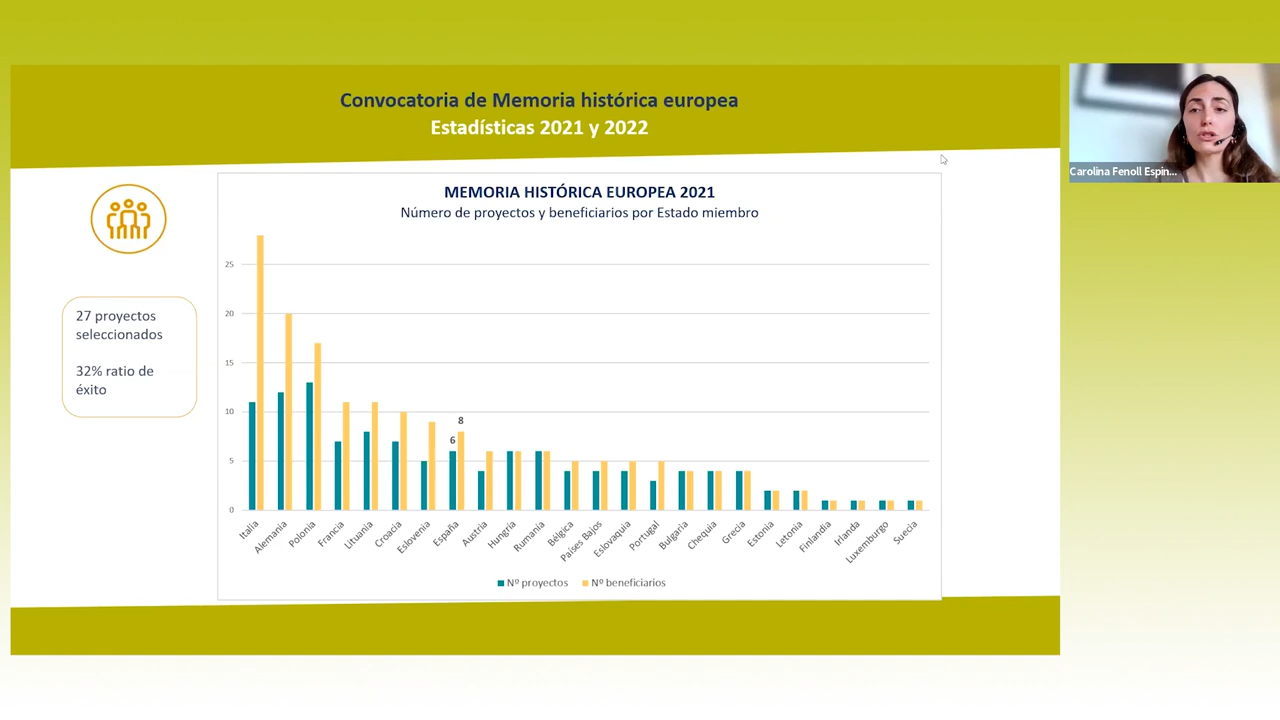 Convocatoria de Memoria histórica europea
Estadísticas 2021 y 2022
Carolina Fenoll Espin...
27 proyectos
seleccionados
32% ratio de
éxito
MEMORIA HISTÓRICA EUROPEA 2021
Número de proyectos y beneficiarios por Estado miembro
25
20
15
10
5
0
8
6
Italia
Alemania
Polonia
Francia
Lituania
Croacia
Eslovenia
España
Austria
Hungría
Rumanía
Bélgica
Países Bajos
Eslovaquia
Portugal
Bulgaria
Chequia
Grecia
Estonia
Letonia
Finlandia
Irlanda
Luxemburgo
Suecia
Nº proyectos
Nº beneficiarios